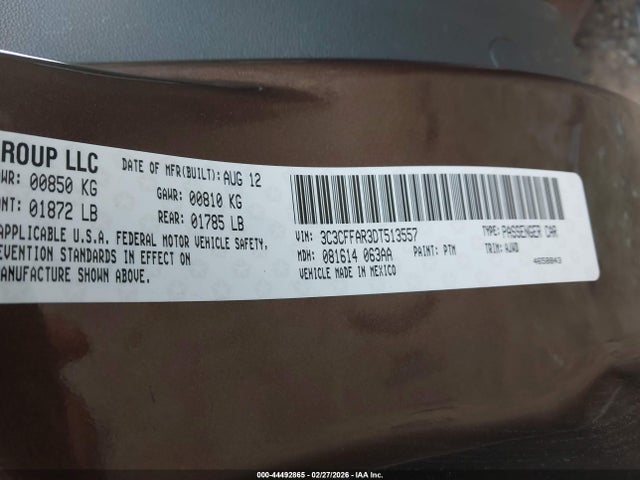 ROUP LLC DATE OF MFR(BUILT): AUG 12
WR: 00850 KG GAWR: 00810 KG
ONT: 01872 LB REAR: 01785 LB
APPLICABLE U.S.A. FEDERAL MOTOR VEHICLE SAFETY,
EVENTION STANDARDS IN EFFECT ON
ANUFACTURE SHOWN ABOVE.
VIN: 3C3CFFAR3DT513557 TYPE: PASSENGER CAR
MDH: 081614 063AA PAINT: PTM TRIM: AJWD
VEHICLE MADE IN MEXICO 4658843
000-44492865 - 02/27/2026 - IAA Inc.